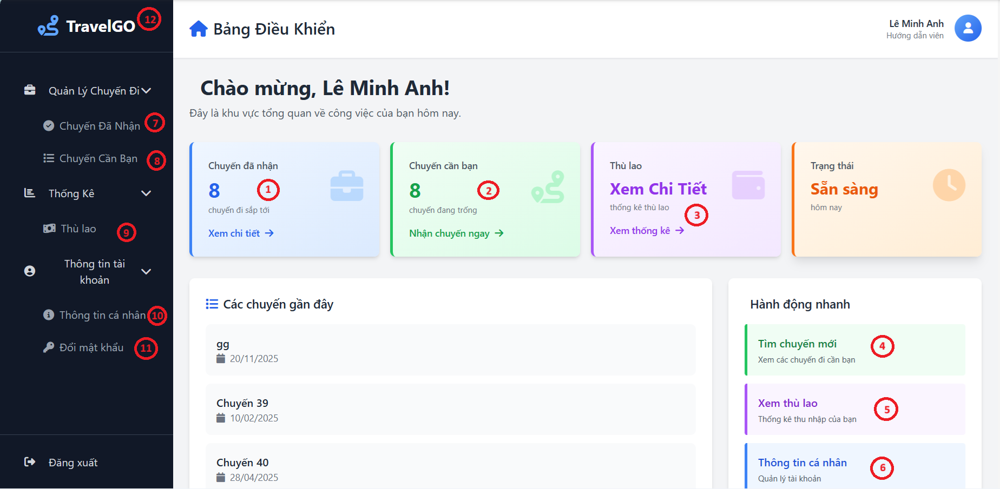 TravelGO
12
Quản Lý Chuyến Đi
Chuyến Đã Nhận
7
Chuyến Cần Bạn
8
Thống Kê
Thù lao
9
Thông tin tài
khoản
Thông tin cá nhân
10
Đổi mật khẩu
11
Đăng xuất
Bảng Điều Khiển
Lê Minh Anh
Hướng dẫn viên
Chào mừng, Lê Minh Anh!
Đây là khu vực tổng quan về công việc của bạn hôm nay.
Chuyến đã nhận
8
1
chuyến đi sắp tới
Xem chi tiết
Chuyến cần bạn
8
2
chuyến đang trống
Nhận chuyến ngay
Thù lao
Xem Chi Tiết
thống kê thù lao
3
Xem thống kê
Trạng thái
Sẵn sàng
hôm nay
Các chuyến gần đây
gg
20/11/2025
Chuyến 39
10/02/2025
Chuyến 40
28/04/2025
Hành động nhanh
Tìm chuyến mới
4
Xem các chuyến đi cần bạn
Xem thù lao
5
Thống kê thu nhập của bạn
Thông tin cá nhân
6
Quản lý tài khoản